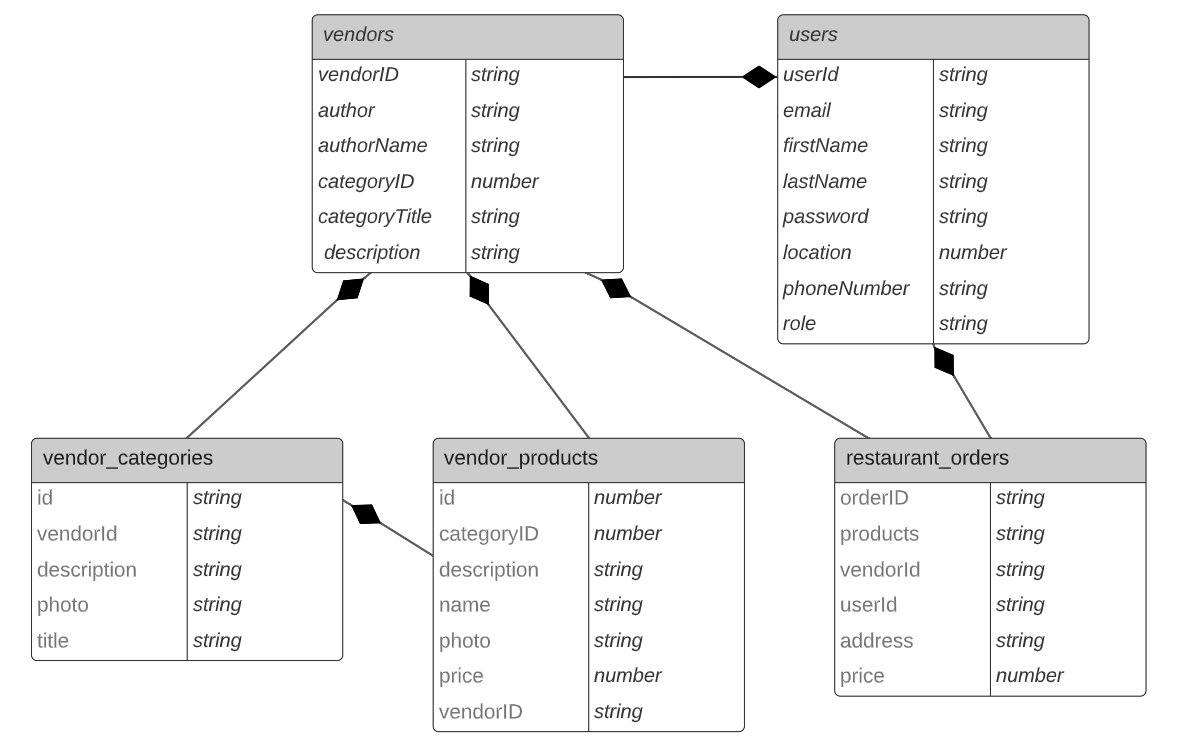 vendors
vendorID string
author string
authorName string
categoryID number
categoryTitle string
description string
users
userId string
email string
firstName string
lastName string
password string
location number
phoneNumber string
role string
vendor_categories
id string
vendorId string
description string
photo string
title string
vendor_products
id number
categoryID number
description string
name string
photo string
price number
vendorID string
restaurant_orders
orderID string
products string
vendorId string
userId string
address string
price number